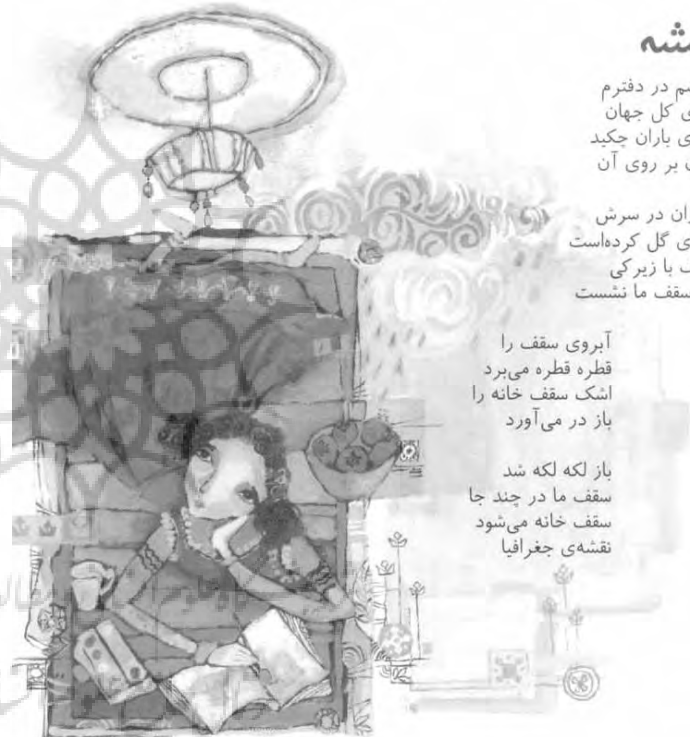 سم در دفترم
ی کل جهان
ی باران چکید
بر روی آن
ران در سرش
ی گل کرده‌است
با زیرکی
سقف ما نشست
آبروی سقف را
قطره قطره می‌برد
اشک سقف خانه را
باز در می‌آورد
باز لکه لکه شد
سقف ما در چند جا
سقف خانه می‌شود
نقشه‌ی جغرافیا